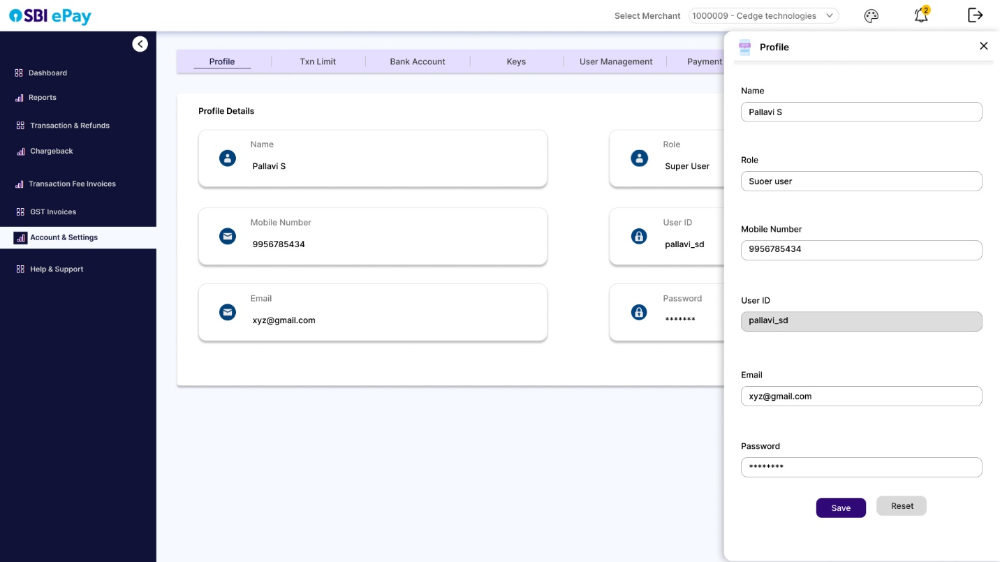 SBI ePay
Select Merchant
1000009 - Cedge technologies
2
Dashboard
Reports
Transaction & Refunds
Chargeback
Transaction Fee Invoices
GST Invoices
Account & Settings
Help & Support
Profile
Txn Limit
Bank Account
Keys
User Management
Payment
Profile Details
Name
Pallavi S
Role
Super User
Mobile Number
9956785434
User ID
pallavi_sd
Email
xyz@gmail.com
Password
*******
Profile
Name
Pallavi S
Role
Suoer user
Mobile Number
9956785434
User ID
pallavi_sd
Email
xyz@gmail.com
Password
********
Save
Reset